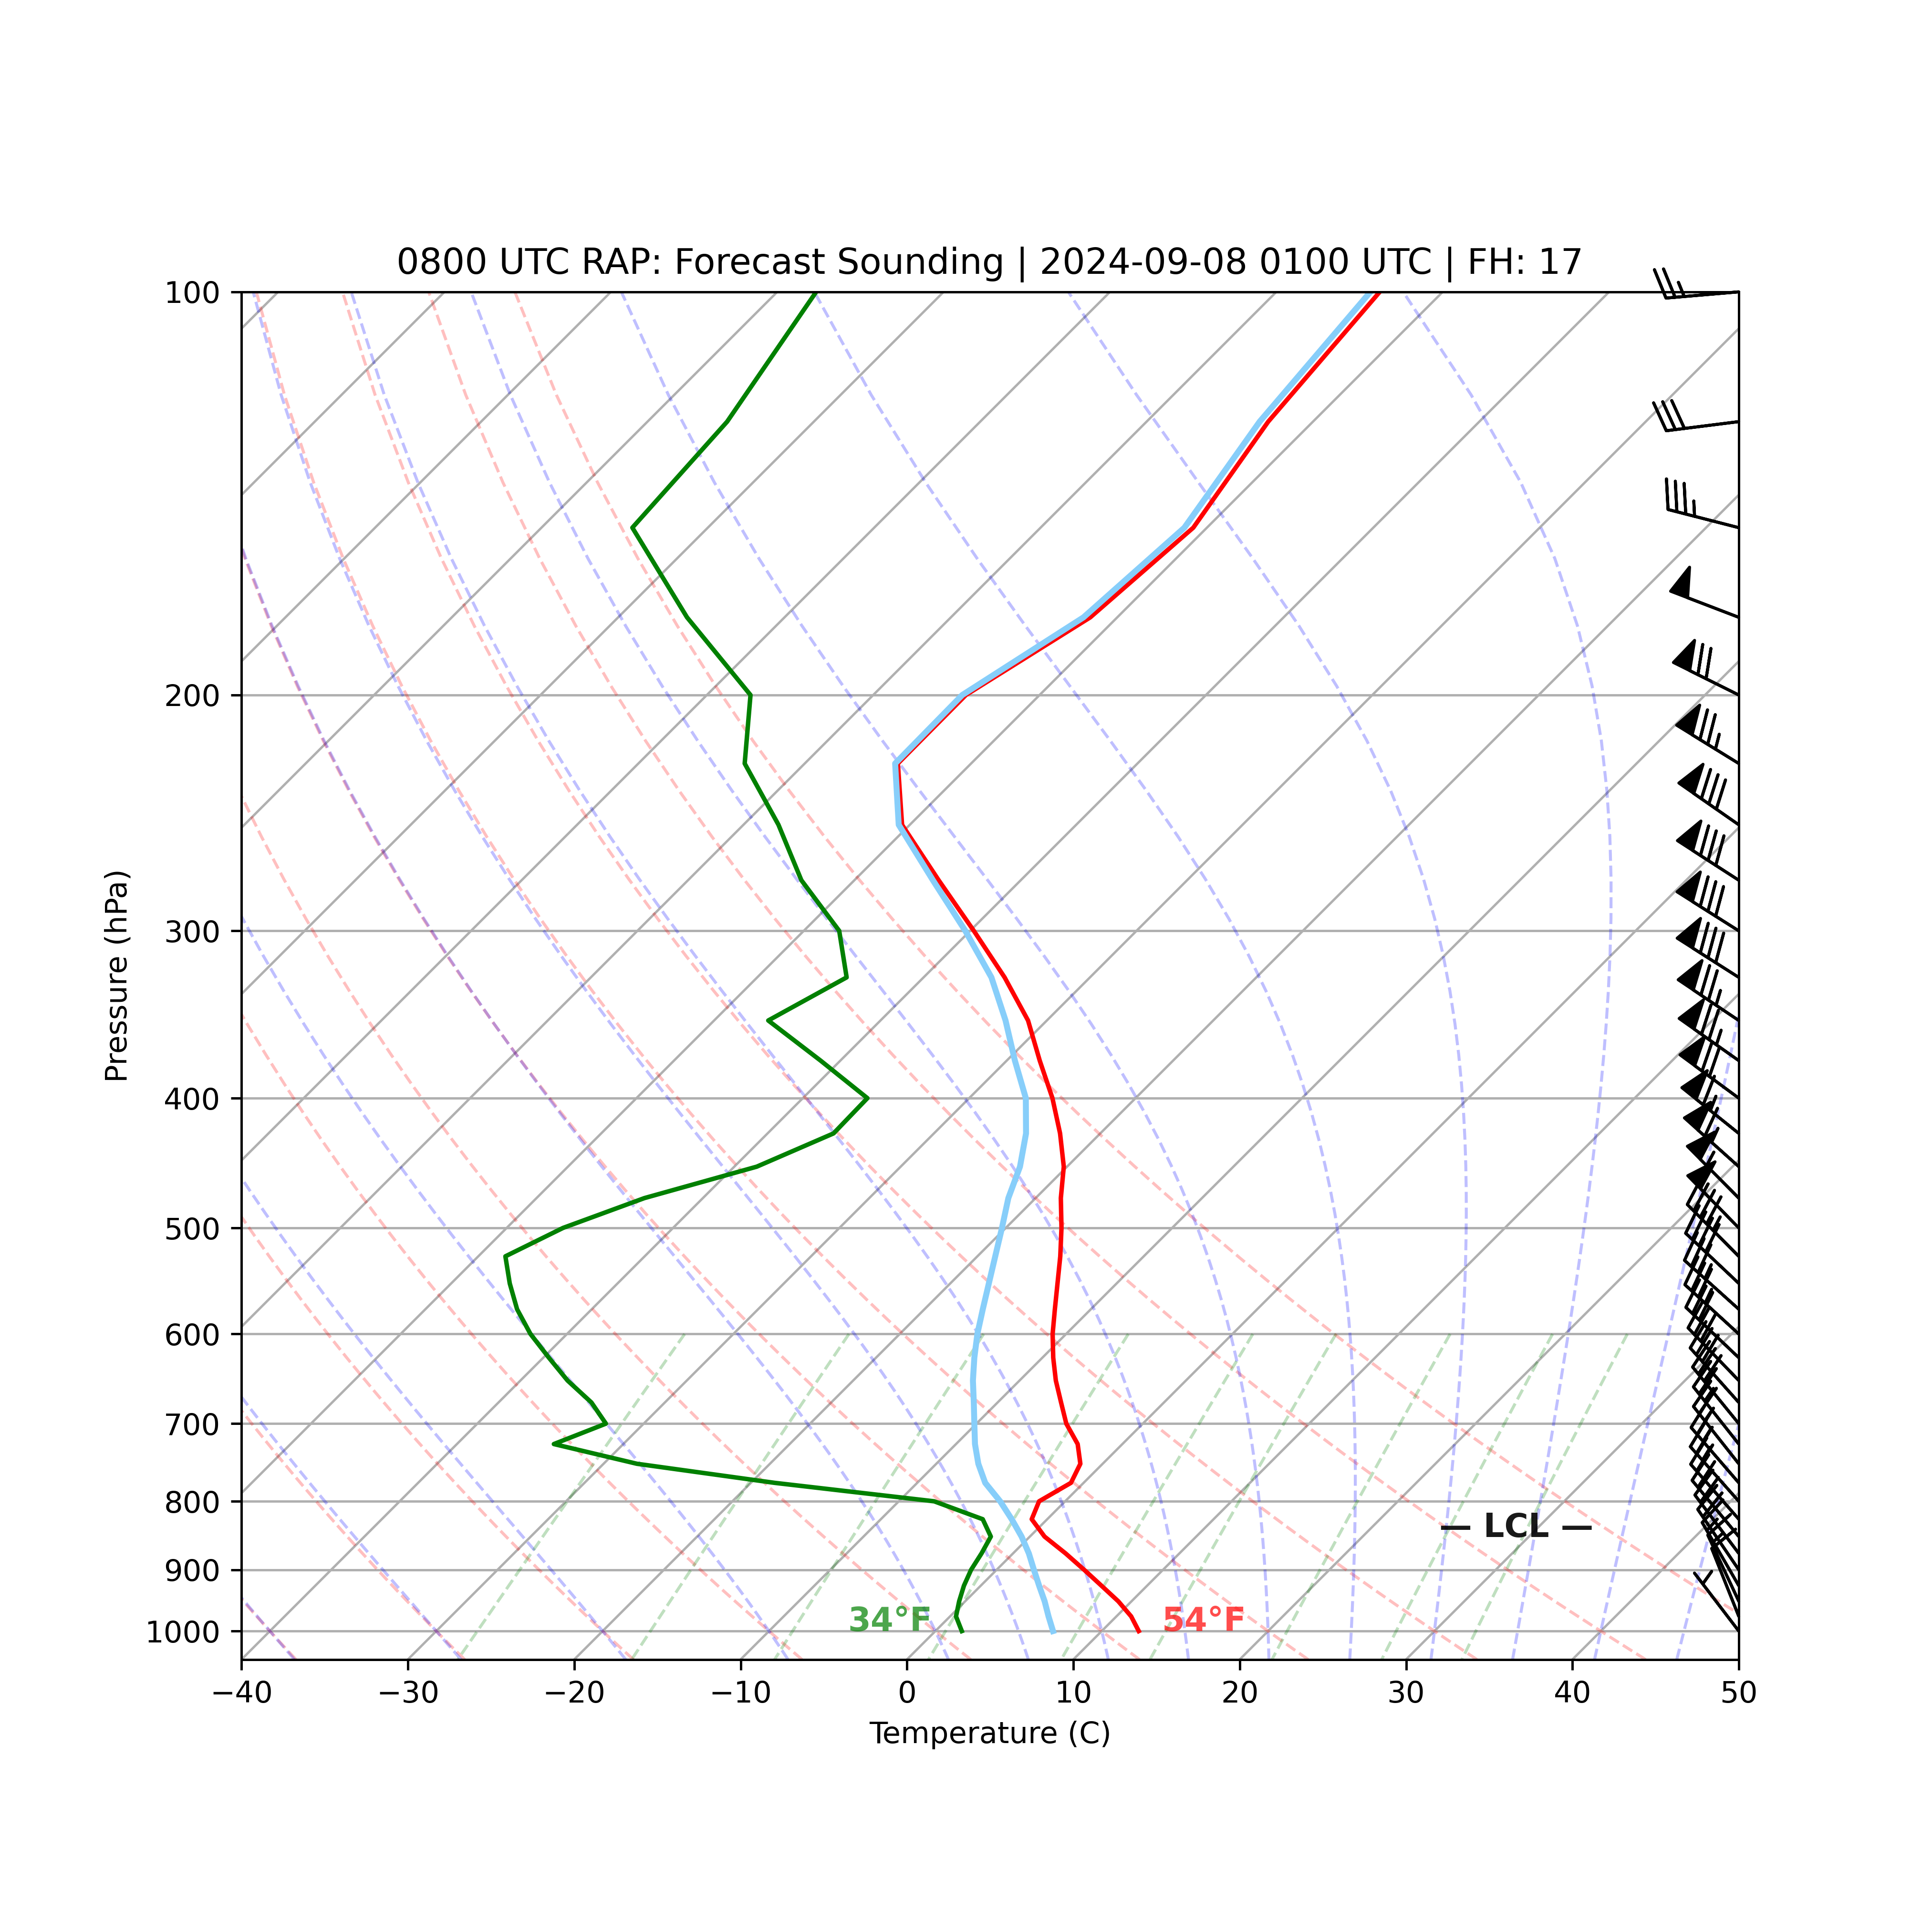 0800 UTC RAP: Forecast Sounding | 2024-09-08 0100 UTC | FH: 17
100
200
300
400
500
600
700
800
900
1000
Pressure (hPa)
— LCL —
34°F
54°F
−40 −30 −20 −10 0 10 20 30 40 50
Temperature (C)